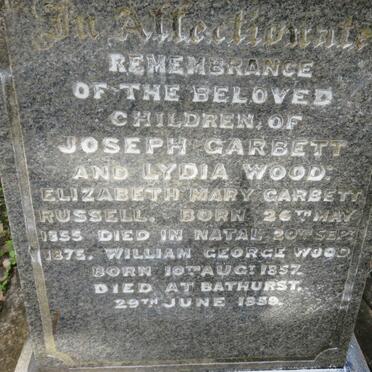 In Affectionate
REMEMBRANCE
OF THE BELOVED
CHILDREN OF
JOSEPH GARBETT
AND LYDIA WOOD.
ELIZABETH MARY GARBETT
RUSSELL. BORN 26TH MAY
1855 DIED IN NATAL 20TH SEPT
1875. WILLIAM GEORGE WOOD
BORN 10TH AUGT 1857.
DIED AT BATHURST.
29TH JUNE 1859.